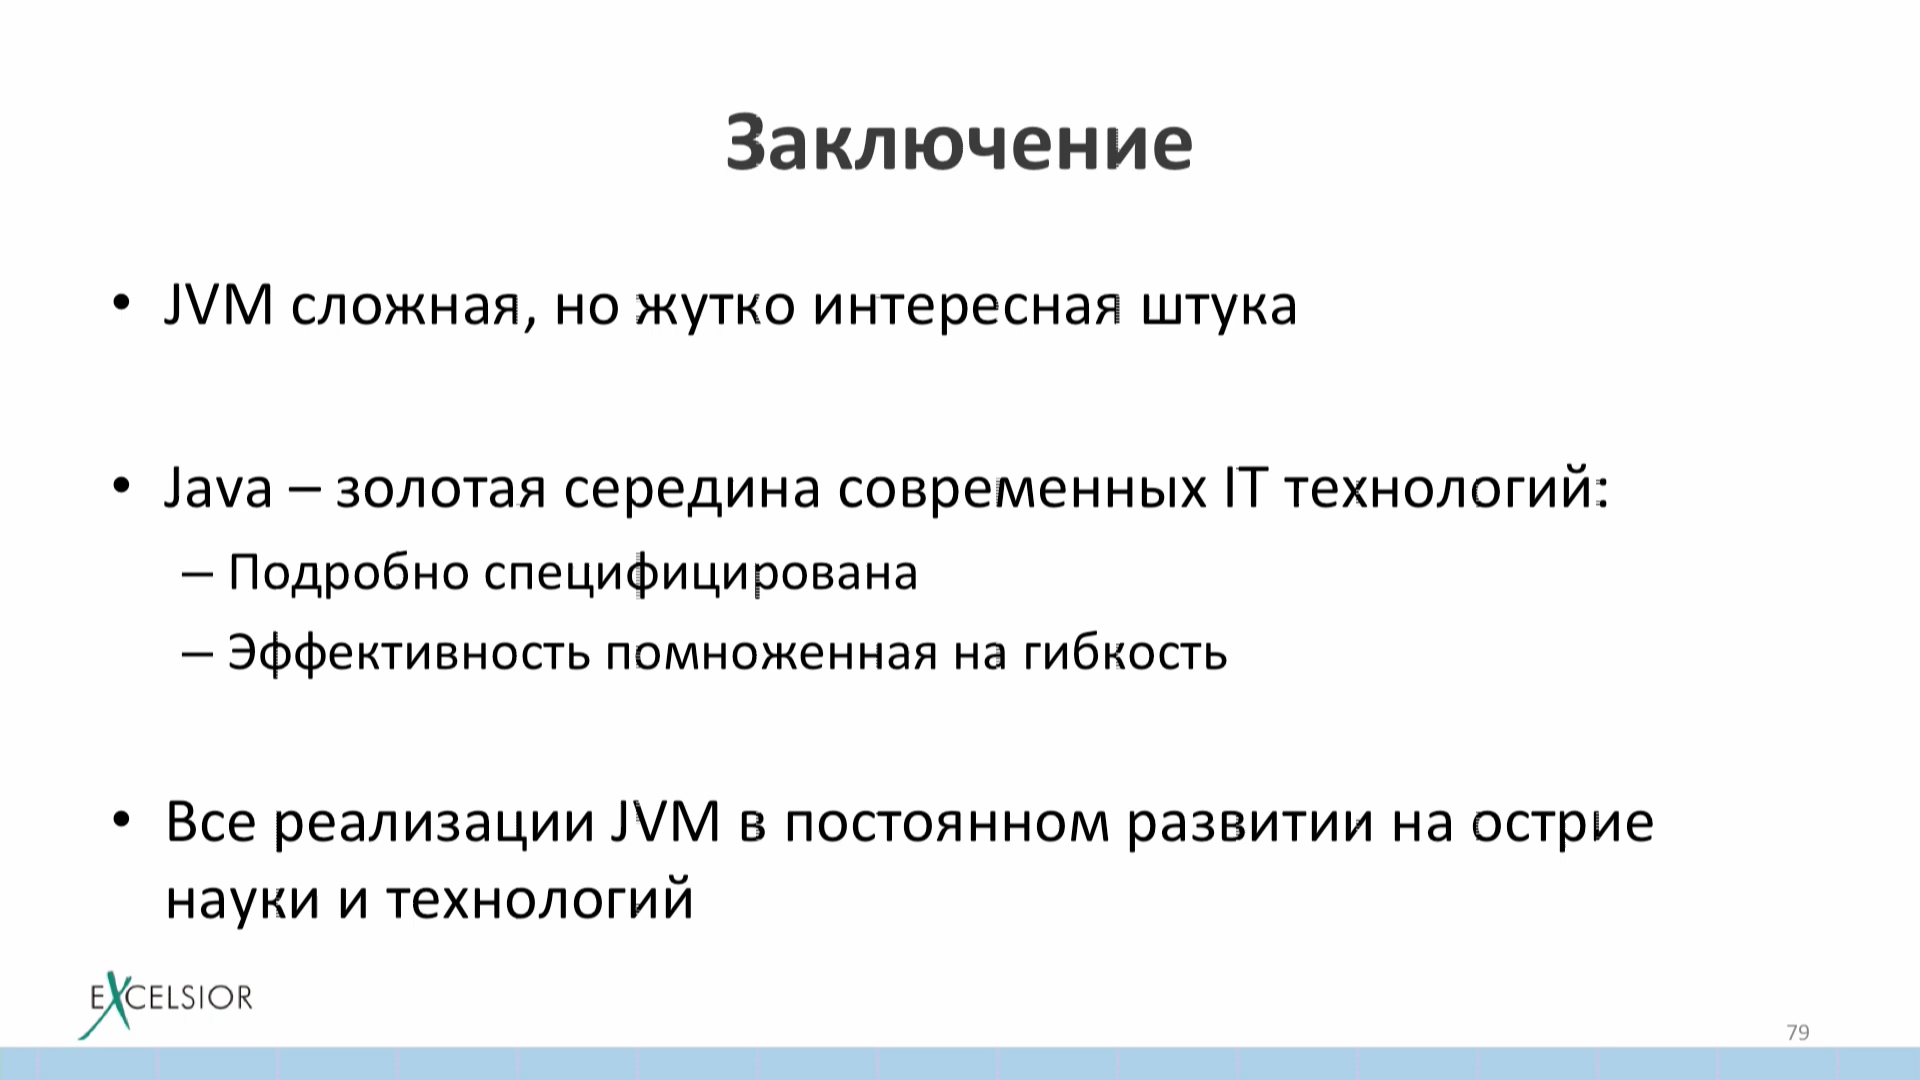 Заключение
• JVM сложная, но жутко интересная штука
• Java – золотая середина современных IT технологий:
– Подробно специфицирована
– Эффективность помноженная на гибкость
• Все реализации JVM в постоянном развитии на острие
науки и технологий
EXCELSIOR
79